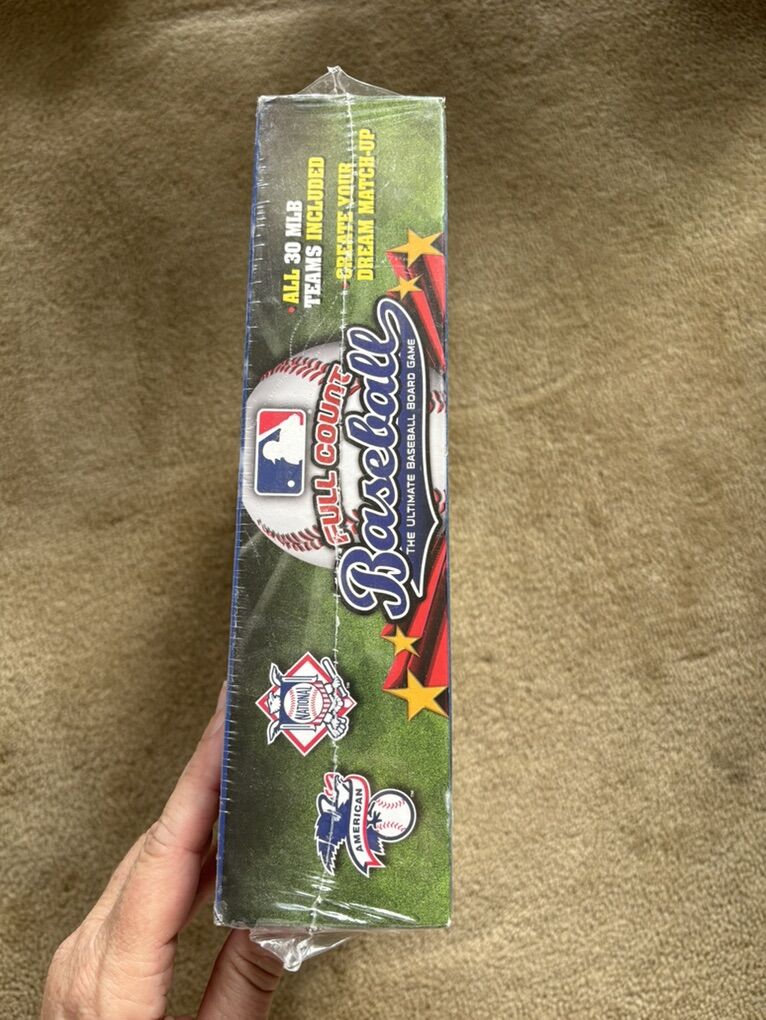 • ALL 30 MLB
TEAMS INCLUDED
• CREATE YOUR
DREAM MATCH-UP
FULL COUNT
Baseball
THE ULTIMATE BASEBALL BOARD GAME
NATIONAL
AMERICAN